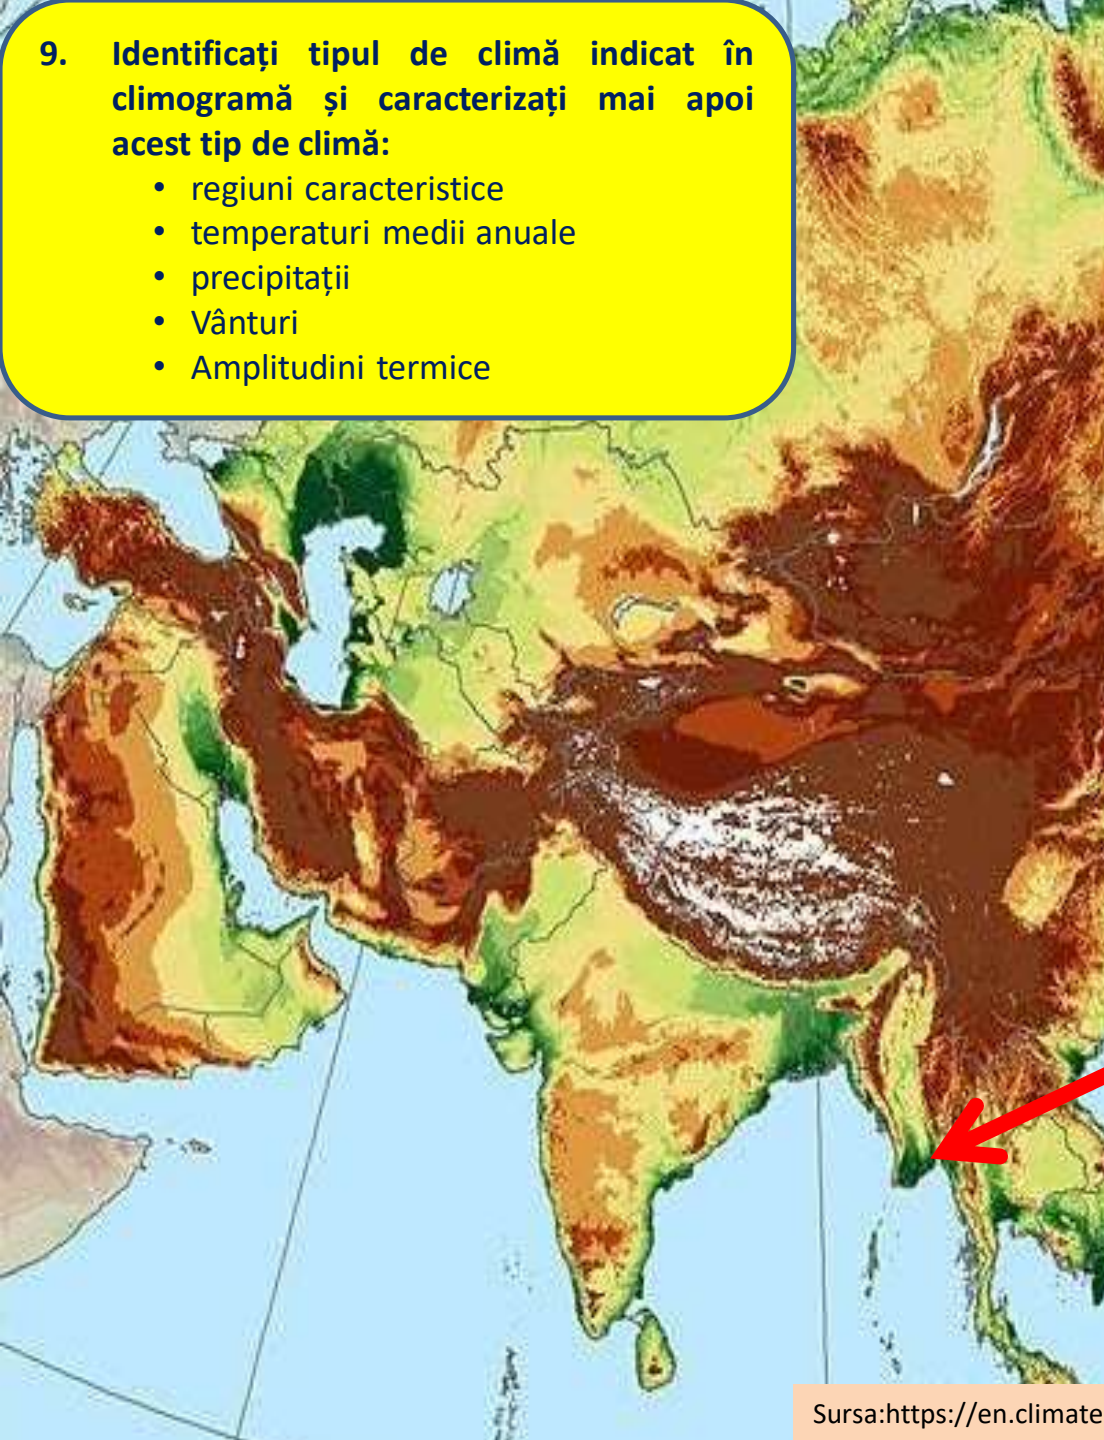 9. Identificați tipul de climă indicat în
climogramă și caracterizați mai apoi
acest tip de climă:
• regiuni caracteristice
• temperaturi medii anuale
• precipitații
• Vânturi
• Amplitudini termice
Sursa:https://en.climate